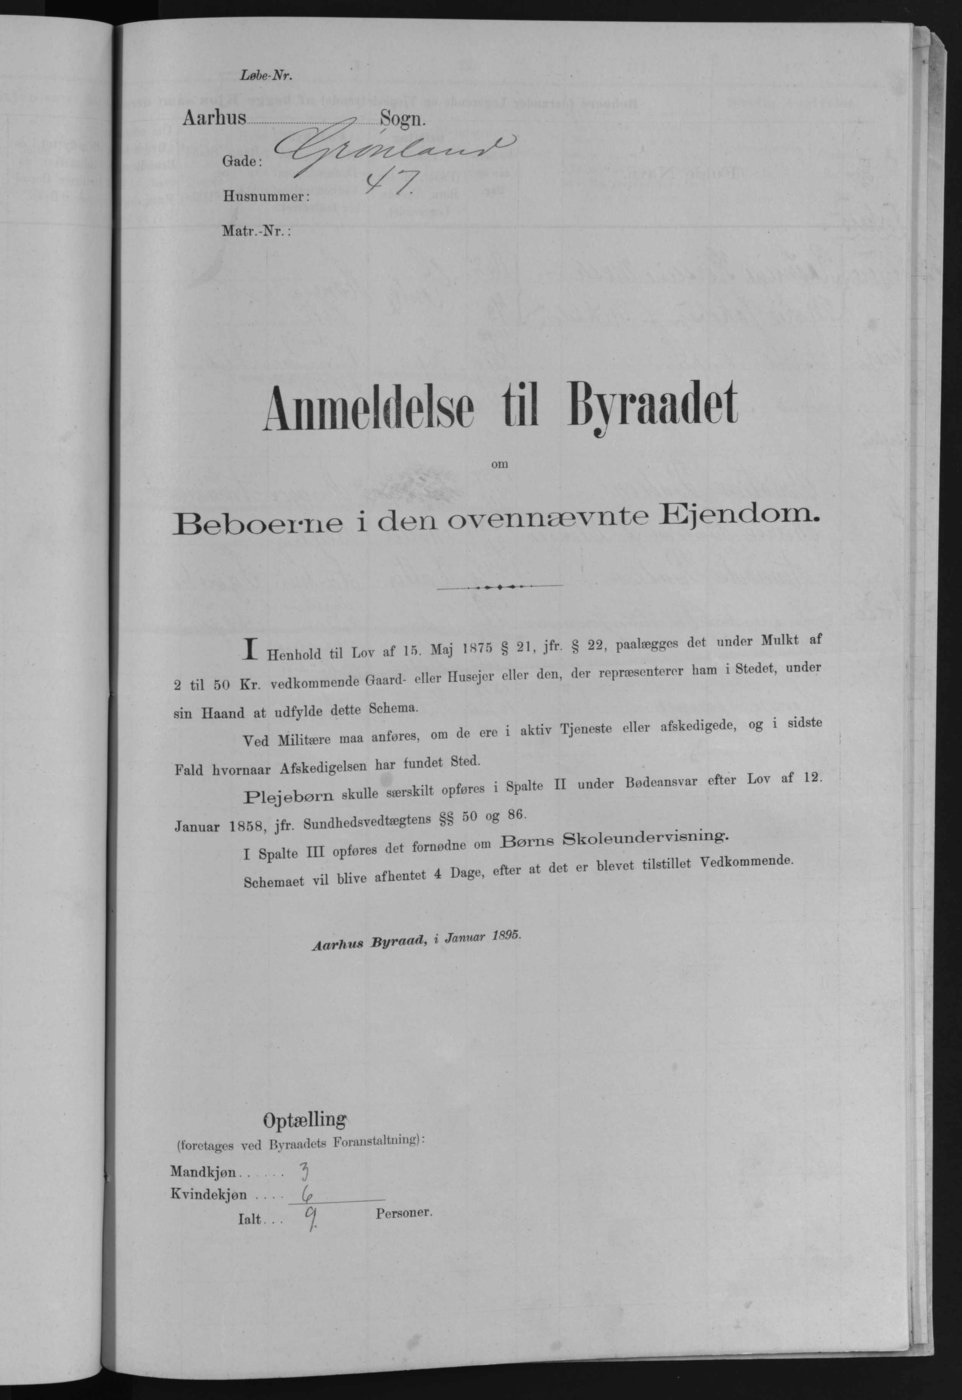 Løbe-Nr.
Aarhus Sogn.
Gade: Grønland
Husnummer: 47.
Matr.-Nr.:
Anmeldelse til Byraadet
om
Beboerne i den ovennævnte Ejendom.
I Henhold til Lov af 15. Maj 1875 § 21, jfr. § 22, paalægges det under Mulkt af
2 til 50 Kr. vedkommende Gaard- eller Husejer eller den, der repræsenterer ham i Stedet, under
sin Haand at udfylde dette Schema.
Ved Militære maa anføres, om de ere i aktiv Tjeneste eller afskedigede, og i sidste
Fald hvornaar Afskedigelsen har fundet Sted.
Plejebørn skulle særskilt opføres i Spalte II under Bødeansvar efter Lov af 12.
Januar 1858, jfr. Sundhedsvedtægtens §§ 50 og 86.
I Spalte III opføres det fornødne om Børns Skoleundervisning.
Schemaet vil blive afhentet 4 Dage, efter at det er blevet tilstillet Vedkommende.
Aarhus Byraad, i Januar 1895.
Optælling
(foretages ved Byraadets Foranstaltning):
Mandkjøn...... 3
Kvindekjøn .... 6
Ialt... 9. Personer.